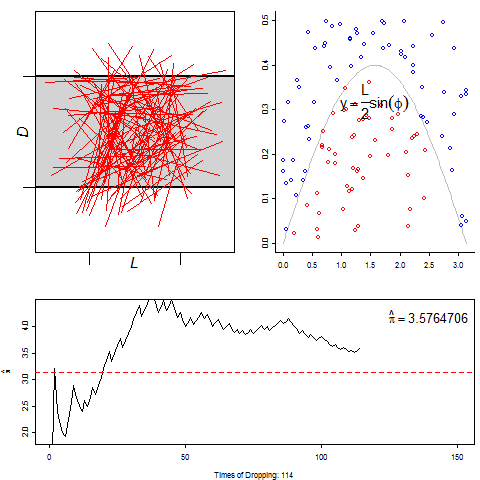 D
L
0.5
0.4
0.3
0.2
0.1
0.0
y = L/2 sin(ϕ)
0.0 0.5 1.0 1.5 2.0 2.5 3.0
π̂ = 3.5764706
4.0
3.5
3.0
2.5
2.0
π̂
0 50 100 150
Times of Dropping: 114